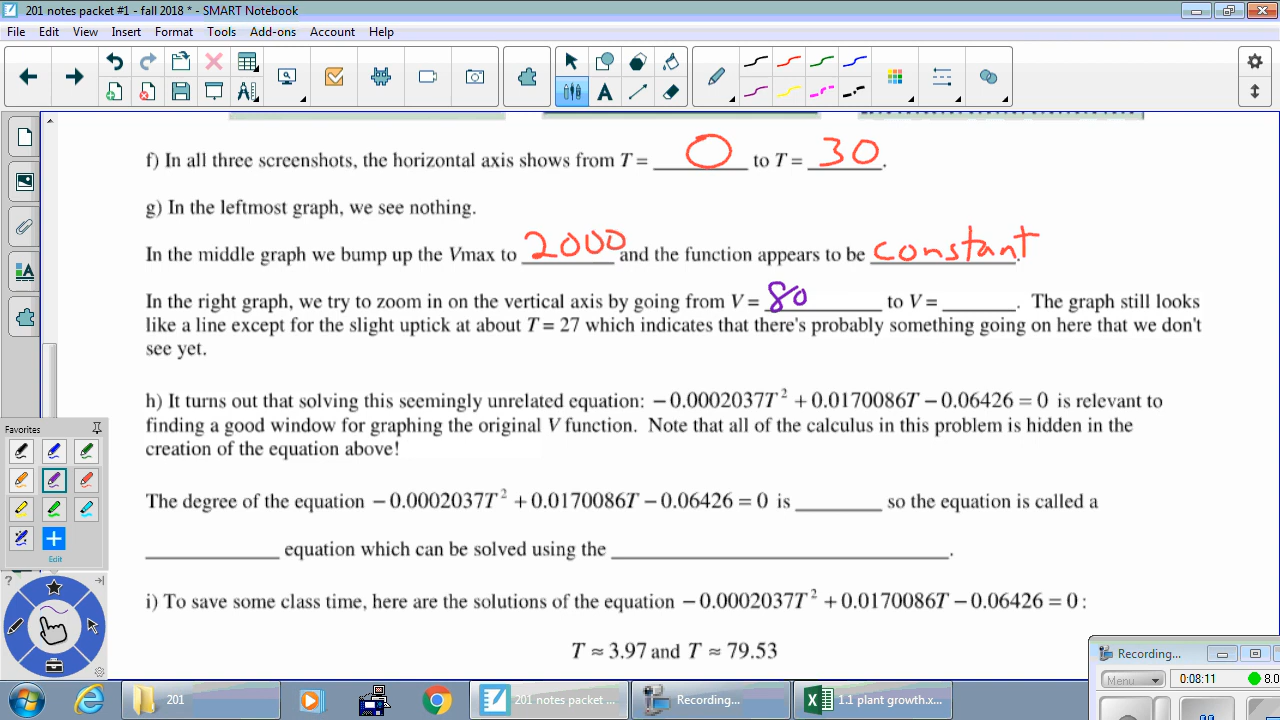 201 notes packet #1 - fall 2018 * - SMART Notebook
File Edit View Insert Format Tools Add-ons Account Help
f) In all three screenshots, the horizontal axis shows from T = 0 to T = 30.
g) In the leftmost graph, we see nothing.
In the middle graph we bump up the Vmax to 2000 and the function appears to be constant.
In the right graph, we try to zoom in on the vertical axis by going from V = 80 to V = ______. The graph still looks
like a line except for the slight uptick at about T = 27 which indicates that there's probably something going on here that we don't
see yet.
h) It turns out that solving this seemingly unrelated equation: −0.0002037T² + 0.0170086T − 0.06426 = 0 is relevant to
finding a good window for graphing the original V function. Note that all of the calculus in this problem is hidden in the
creation of the equation above!
The degree of the equation −0.0002037T² + 0.0170086T − 0.06426 = 0 is ________ so the equation is called a
____________ equation which can be solved using the ______________________________.
i) To save some class time, here are the solutions of the equation −0.0002037T² + 0.0170086T − 0.06426 = 0 :
T ≈ 3.97 and T ≈ 79.53
Favorites
Edit
?
Recording...
Menu
0:08:11
8.0
201
201 notes packet ...
Recording...
1.1 plant growth.x...